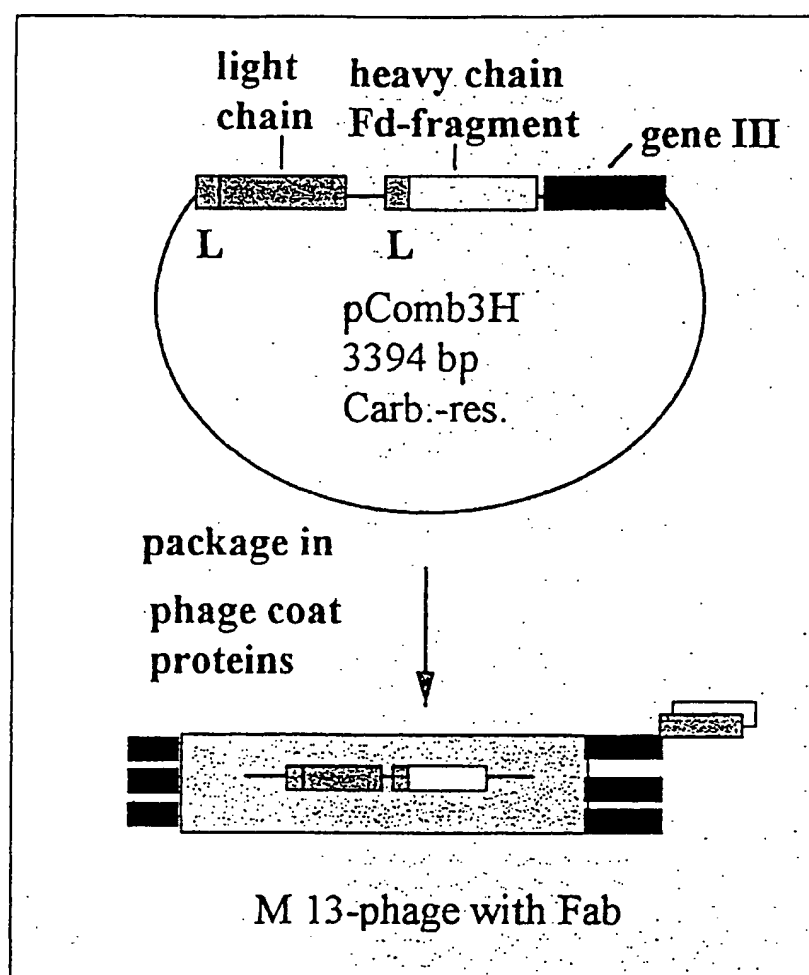 light
chain
heavy chain
Fd-fragment
gene III
L
L
pComb3H
3394 bp
Carb.-res.
package in
phage coat
proteins
M 13-phage with Fab